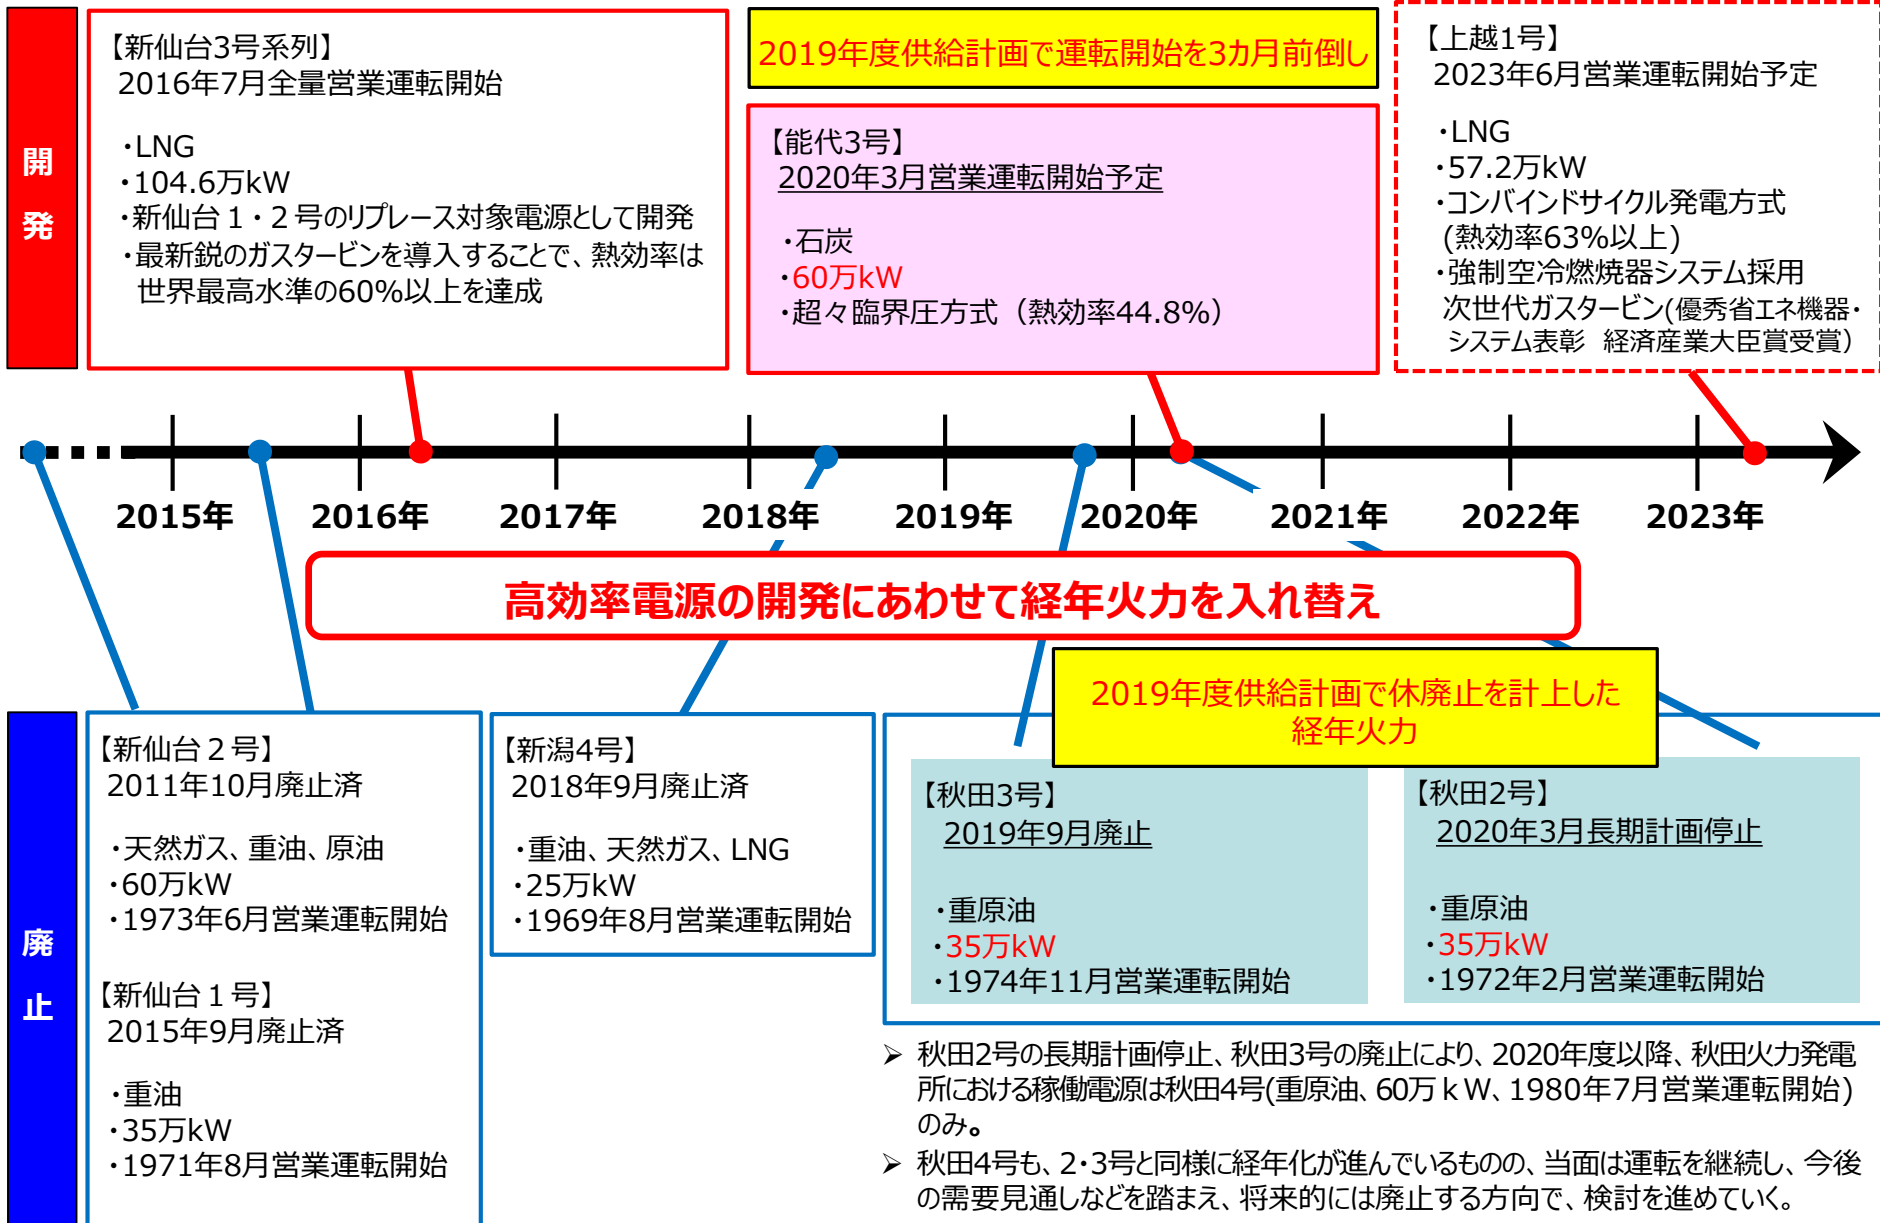 開
発
【新仙台3号系列】
2016年7月全量営業運転開始
・LNG
・104.6万kW
・新仙台１・２号のリプレース対象電源として開発
・最新鋭のガスタービンを導入することで、熱効率は
世界最高水準の60%以上を達成
2019年度供給計画で運転開始を3カ月前倒し
【能代3号】
2020年3月営業運転開始予定
・石炭
・60万kW
・超々臨界圧方式（熱効率44.8%）
【上越1号】
2023年6月営業運転開始予定
・LNG
・57.2万kW
・コンバインドサイクル発電方式
(熱効率63%以上)
・強制空冷燃焼器システム採用
次世代ガスタービン(優秀省エネ機器・
システム表彰　経済産業大臣賞受賞）
2015年
2016年
2017年
2018年
2019年
2020年
2021年
2022年
2023年
高効率電源の開発にあわせて経年火力を入れ替え
廃
止
【新仙台２号】
2011年10月廃止済
・天然ガス、重油、原油
・60万kW
・1973年6月営業運転開始
【新仙台１号】
2015年9月廃止済
・重油
・35万kW
・1971年8月営業運転開始
【新潟4号】
2018年9月廃止済
・重油、天然ガス、LNG
・25万kW
・1969年8月営業運転開始
2019年度供給計画で休廃止を計上した
経年火力
【秋田3号】
2019年9月廃止
・重原油
・35万kW
・1974年11月営業運転開始
【秋田2号】
2020年3月長期計画停止
・重原油
・35万kW
・1972年2月営業運転開始
➢ 秋田2号の長期計画停止、秋田3号の廃止により、2020年度以降、秋田火力発電
所における稼働電源は秋田4号(重原油、60万ｋW、1980年7月営業運転開始)
のみ。
➢ 秋田4号も、2・3号と同様に経年化が進んでいるものの、当面は運転を継続し、今後
の需要見通しなどを踏まえ、将来的には廃止する方向で、検討を進めていく。